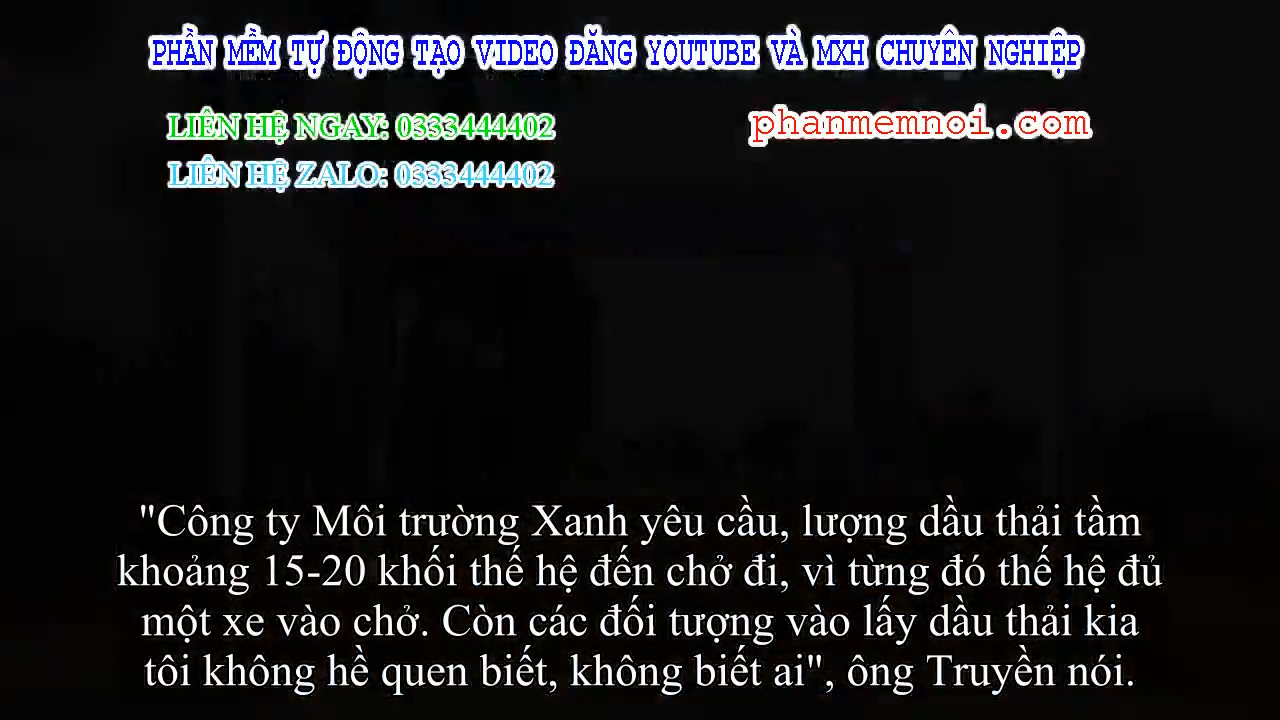 PHẦN MỀM TỰ ĐỘNG TẠO VIDEO ĐĂNG YOUTUBE VÀ MXH CHUYÊN NGHIỆP
LIÊN HỆ NGAY: 0333444402
phanmemnoi.com
LIÊN HỆ ZALO: 0333444402
"Công ty Môi trường Xanh yêu cầu, lượng dầu thải tầm
khoảng 15-20 khối thế hệ đến chở đi, vì từng đó thế hệ đủ
một xe vào chở. Còn các đối tượng vào lấy dầu thải kia
tôi không hề quen biết, không biết ai", ông Truyền nói.